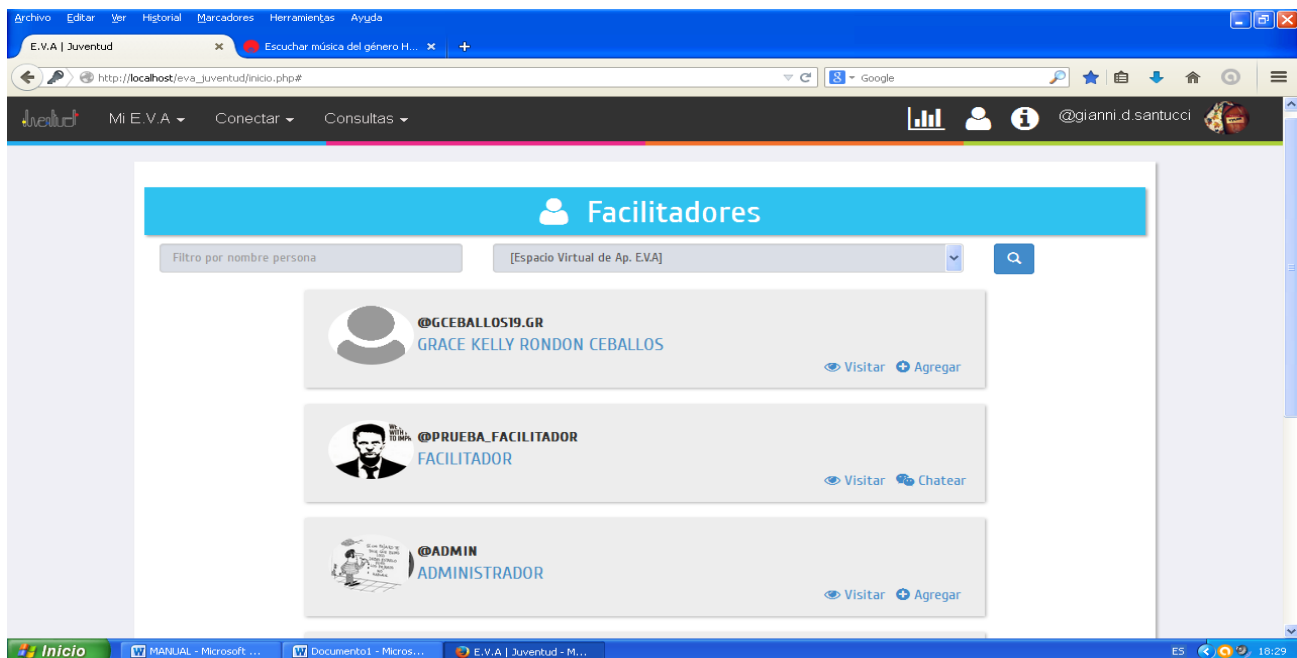 Archivo Editar Ver Historial Marcadores Herramientas Ayuda
E.V.A | Juventud
Escuchar música del género H...
http://localhost/eva_juventud/inicio.php#
Google
Juventud Mi E.V.A Conectar Consultas @gianni.d.santucci
Facilitadores
Filtro por nombre persona
[Espacio Virtual de Ap. E.V.A]
@GCEBALLOS19.GR
GRACE KELLY RONDON CEBALLOS
Visitar Agregar
@PRUEBA_FACILITADOR
FACILITADOR
Visitar Chatear
@ADMIN
ADMINISTRADOR
Visitar Agregar
Inicio
MANUAL - Microsoft ...
Documento1 - Micros...
E.V.A | Juventud - M...
ES
18:29